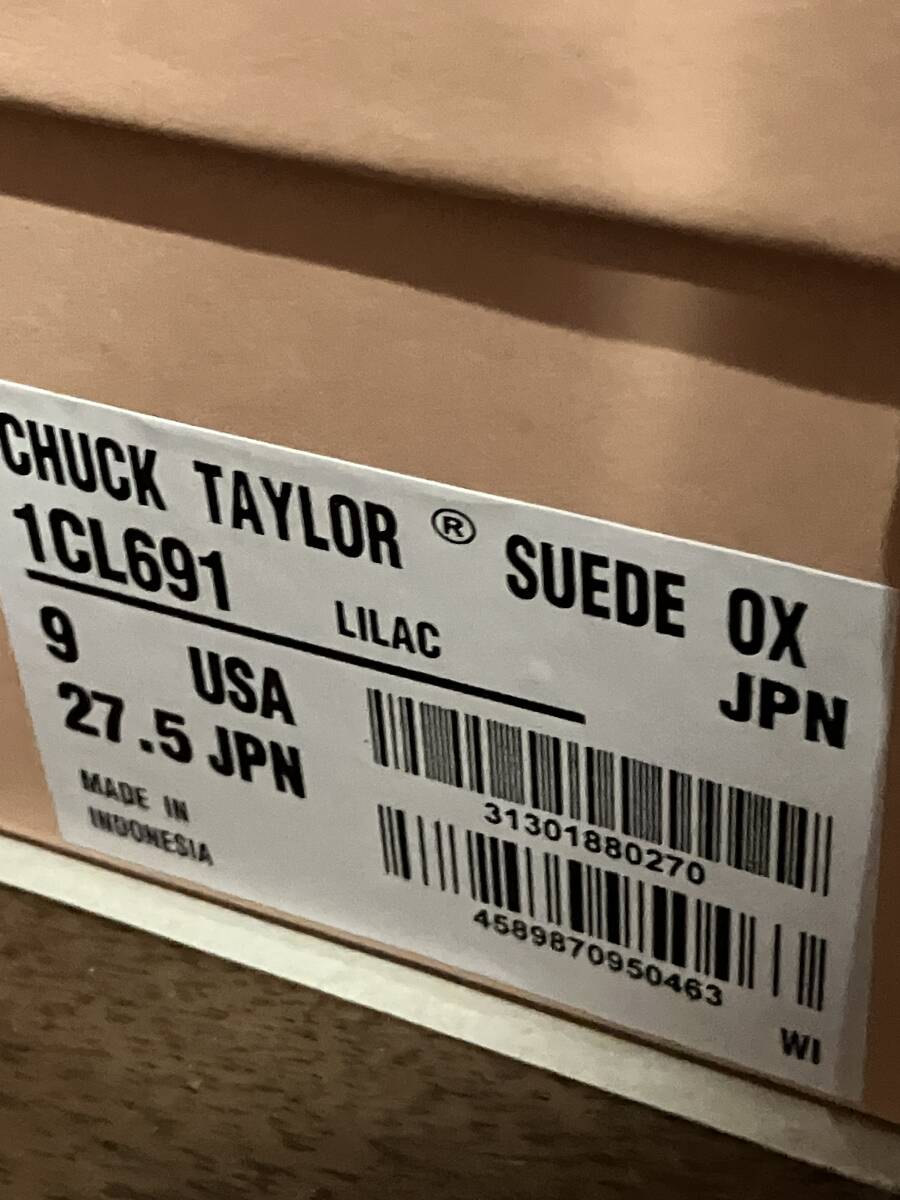 CHUCK TAYLOR ® SUEDE OX
1CL691 LILAC JPN
9 USA
27.5 JPN
MADE IN
INDONESIA
31301880270
4589870950463
WI